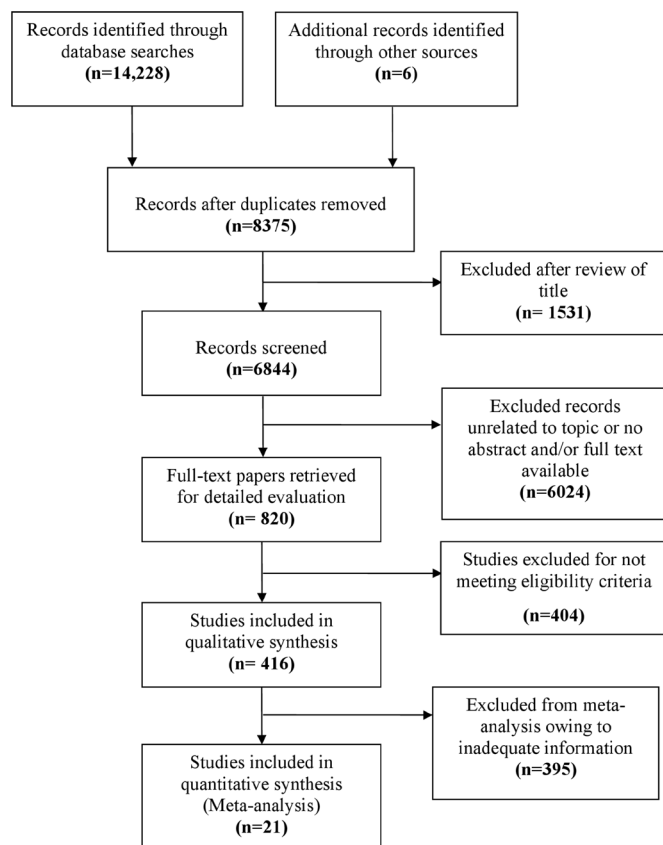 Records identified through
database searches
(n=14,228)
Additional records identified
through other sources
(n=6)
Records after duplicates removed
(n=8375)
Excluded after review of
title
(n= 1531)
Records screened
(n=6844)
Excluded records
unrelated to topic or no
abstract and/or full text
available
(n=6024)
Full-text papers retrieved
for detailed evaluation
(n= 820)
Studies excluded for not
meeting eligibility criteria
(n=404)
Studies included in
qualitative synthesis
(n= 416)
Excluded from meta-
analysis owing to
inadequate information
(n=395)
Studies included in
quantitative synthesis
(Meta-analysis)
(n=21)